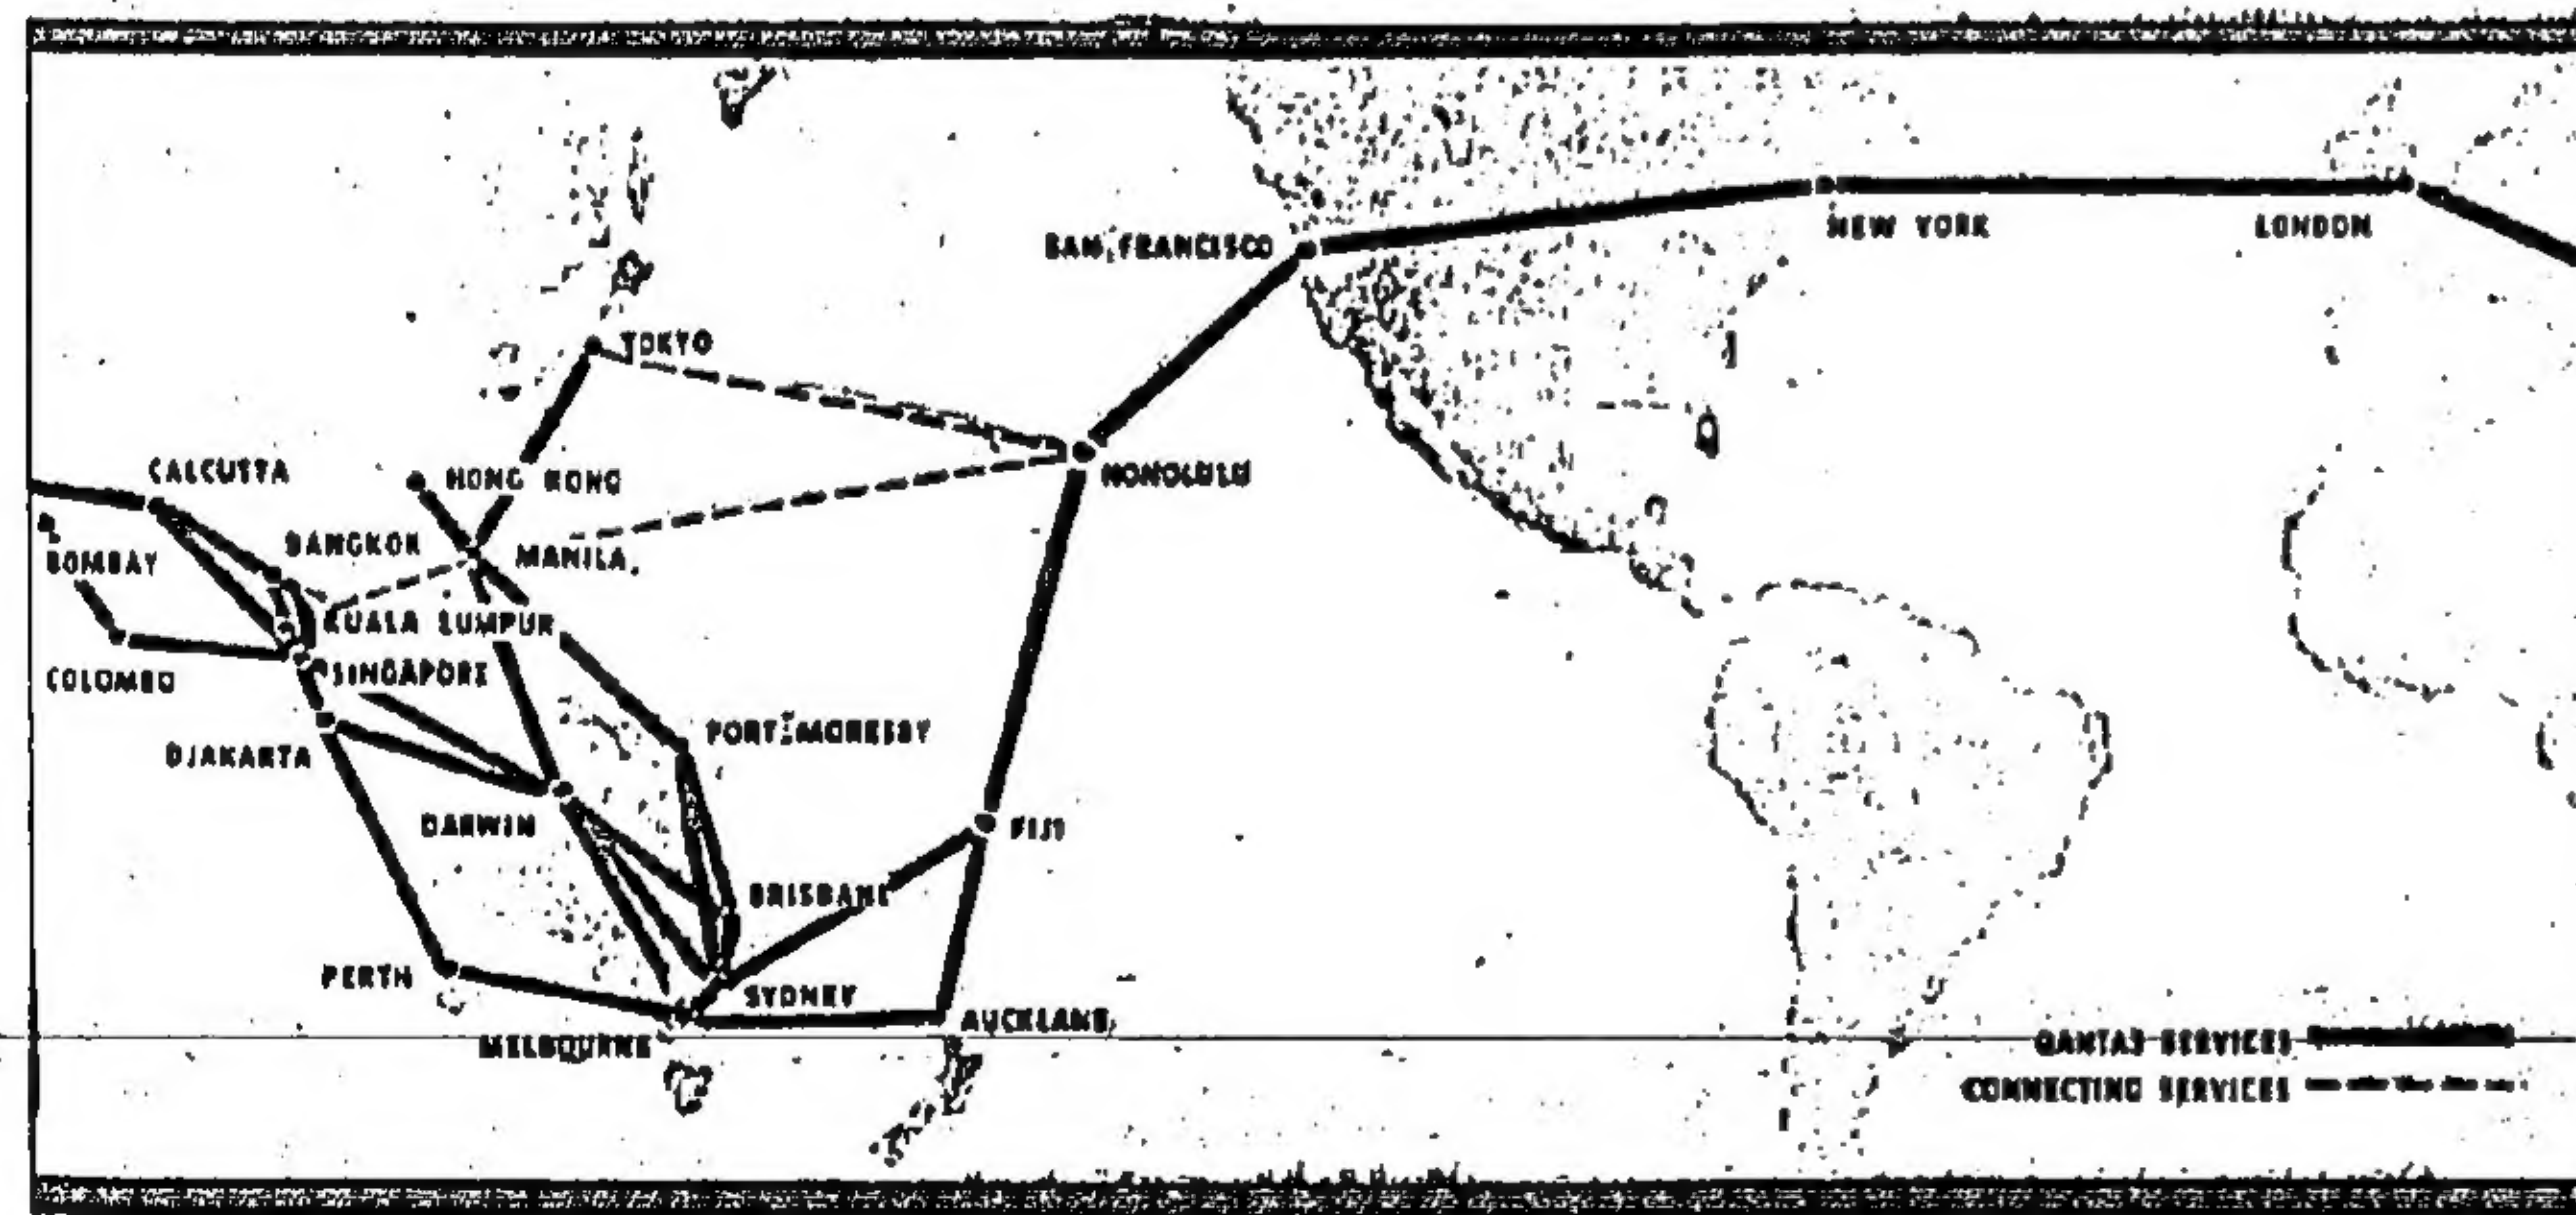 SAN FRANCISCO
NEW YORK
LONDON
TOKYO
CALCUTTA
HONG KONG
HONOLULU
BANGKOK
MANILA
BOMBAY
KUALA LUMPUR
SINGAPORE
COLOMBO
PORT MORESBY
DJAKARTA
DARWIN
FIJI
BRISBANE
PERTH
SYDNEY
AUCKLAND
MELBOURNE
QANTAS SERVICES
CONNECTING SERVICES